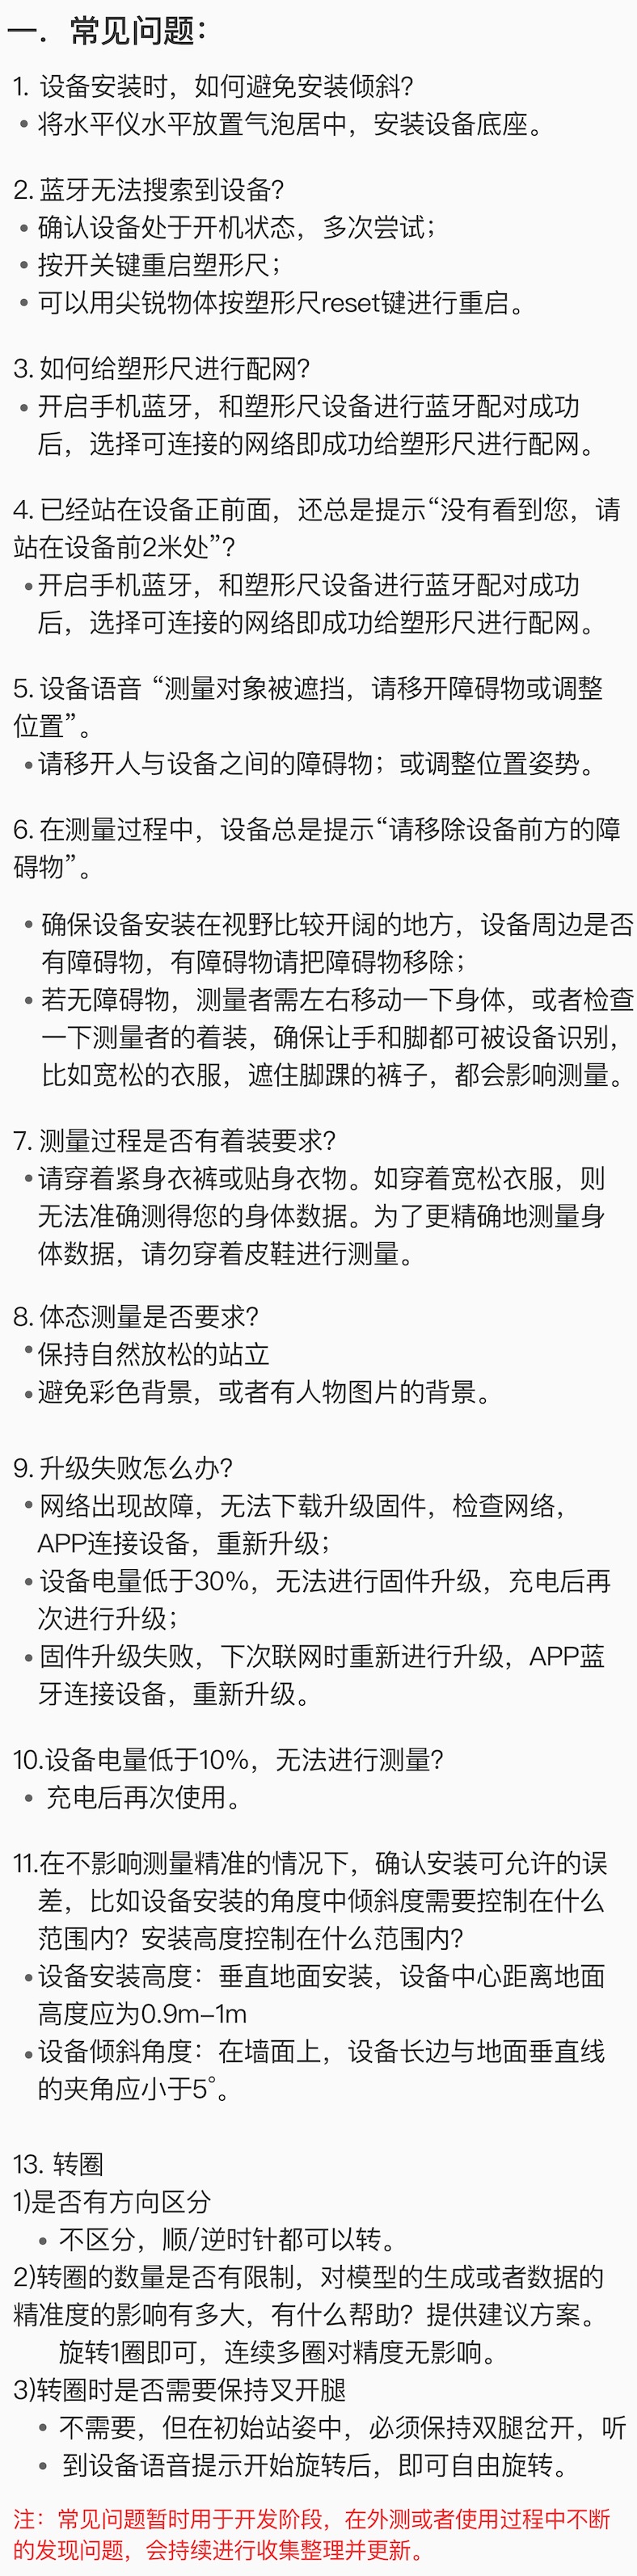 一. 常见问题：
1. 设备安装时，如何避免安装倾斜？
• 将水平仪水平放置气泡居中，安装设备底座。
2. 蓝牙无法搜索到设备？
• 确认设备处于开机状态，多次尝试；
• 按开关键重启塑形尺；
• 可以用尖锐物体按塑形尺reset键进行重启。
3. 如何给塑形尺进行配网？
• 开启手机蓝牙，和塑形尺设备进行蓝牙配对成功
后，选择可连接的网络即成功给塑形尺进行配网。
4. 已经站在设备正前面，还总是提示“没有看到您，请
站在设备前2米处”？
• 开启手机蓝牙，和塑形尺设备进行蓝牙配对成功
后，选择可连接的网络即成功给塑形尺进行配网。
5. 设备语音 “测量对象被遮挡，请移开障碍物或调整
位置”。
• 请移开人与设备之间的障碍物；或调整位置姿势。
6. 在测量过程中，设备总是提示“请移除设备前方的障
碍物”。
• 确保设备安装在视野比较开阔的地方，设备周边是否
有障碍物，有障碍物请把障碍物移除；
• 若无障碍物，测量者需左右移动一下身体，或者检查
一下测量者的着装，确保让手和脚都可被设备识别，
比如宽松的衣服，遮住脚踝的裤子，都会影响测量。
7. 测量过程是否有着装要求？
• 请穿着紧身衣裤或贴身衣物。如穿着宽松衣服，则
无法准确测得您的身体数据。为了更精确地测量身
体数据，请勿穿着皮鞋进行测量。
8. 体态测量是否要求？
• 保持自然放松的站立
• 避免彩色背景，或者有人物图片的背景。
9. 升级失败怎么办？
• 网络出现故障，无法下载升级固件，检查网络，
APP连接设备，重新升级；
• 设备电量低于30%，无法进行固件升级，充电后再
次进行升级；
• 固件升级失败，下次联网时重新进行升级，APP蓝
牙连接设备，重新升级。
10.设备电量低于10%，无法进行测量？
• 充电后再次使用。
11.在不影响测量精准的情况下，确认安装可允许的误
差，比如设备安装的角度中倾斜度需要控制在什么
范围内？安装高度控制在什么范围内？
• 设备安装高度：垂直地面安装，设备中心距离地面
高度应为0.9m–1m
• 设备倾斜角度：在墙面上，设备长边与地面垂直线
的夹角应小于5°。
13. 转圈
1)是否有方向区分
• 不区分，顺/逆时针都可以转。
2)转圈的数量是否有限制，对模型的生成或者数据的
精准度的影响有多大，有什么帮助？提供建议方案。
旋转1圈即可，连续多圈对精度无影响。
3)转圈时是否需要保持叉开腿
• 不需要，但在初始站姿中，必须保持双腿岔开，听
• 到设备语音提示开始旋转后，即可自由旋转。
注：常见问题暂时用于开发阶段，在外测或者使用过程中不断
的发现问题，会持续进行收集整理并更新。